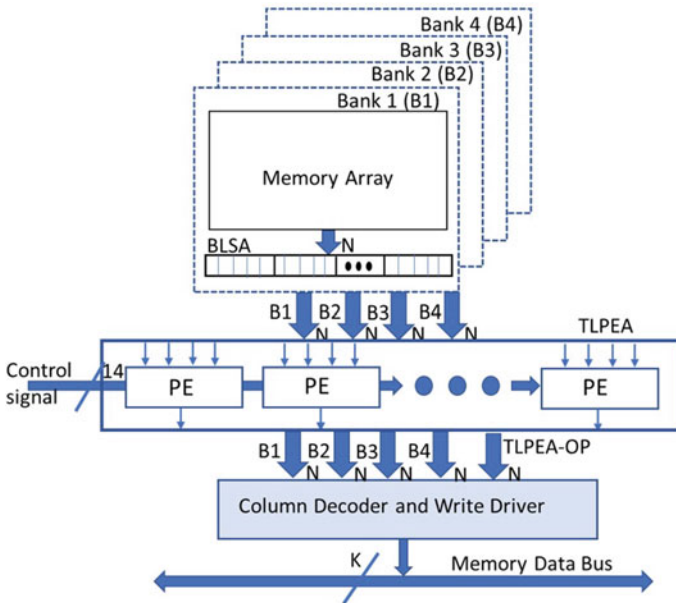 Bank 4 (B4)
Bank 3 (B3)
Bank 2 (B2)
Bank 1 (B1)
Memory Array
N
BLSA
B1 B2 B3 B4
N N N N
TLPEA
Control signal
14
PE PE PE
B1 B2 B3 B4 TLPEA-OP
N N N N N
Column Decoder and Write Driver
K
Memory Data Bus